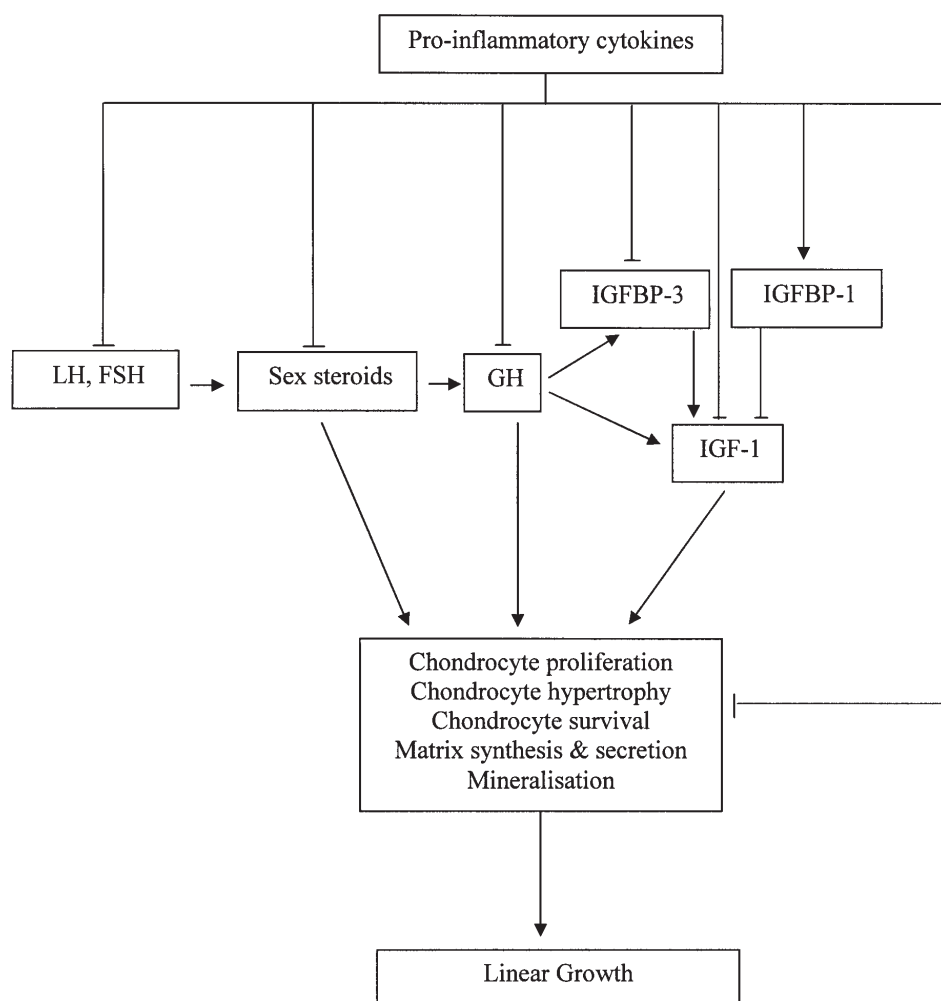 Pro-inflammatory cytokines
IGFBP-3
IGFBP-1
LH, FSH
Sex steroids
GH
IGF-1
Chondrocyte proliferation
Chondrocyte hypertrophy
Chondrocyte survival
Matrix synthesis & secretion
Mineralisation
Linear Growth